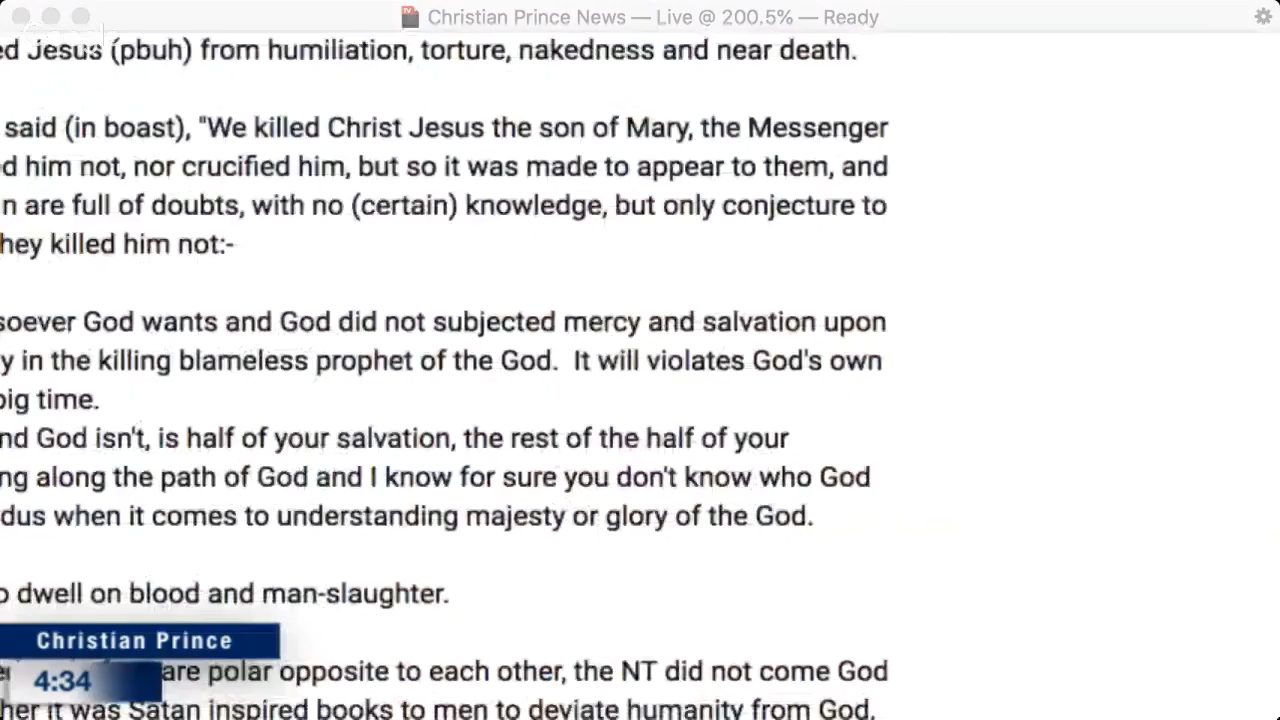 Christian Prince News — Live @ 200.5% — Ready
ed Jesus (pbuh) from humiliation, torture, nakedness and near death.
said (in boast), "We killed Christ Jesus the son of Mary, the Messenger
d him not, nor crucified him, but so it was made to appear to them, and
n are full of doubts, with no (certain) knowledge, but only conjecture to
hey killed him not:-
soever God wants and God did not subjected mercy and salvation upon
y in the killing blameless prophet of the God.  It will violates God's own
big time.
nd God isn't, is half of your salvation, the rest of the half of your
ng along the path of God and I know for sure you don't know who God
dus when it comes to understanding majesty or glory of the God.
o dwell on blood and man-slaughter.
Christian Prince
are polar opposite to each other, the NT did not come God
4:34
her it was Satan inspired books to men to deviate humanity from God.